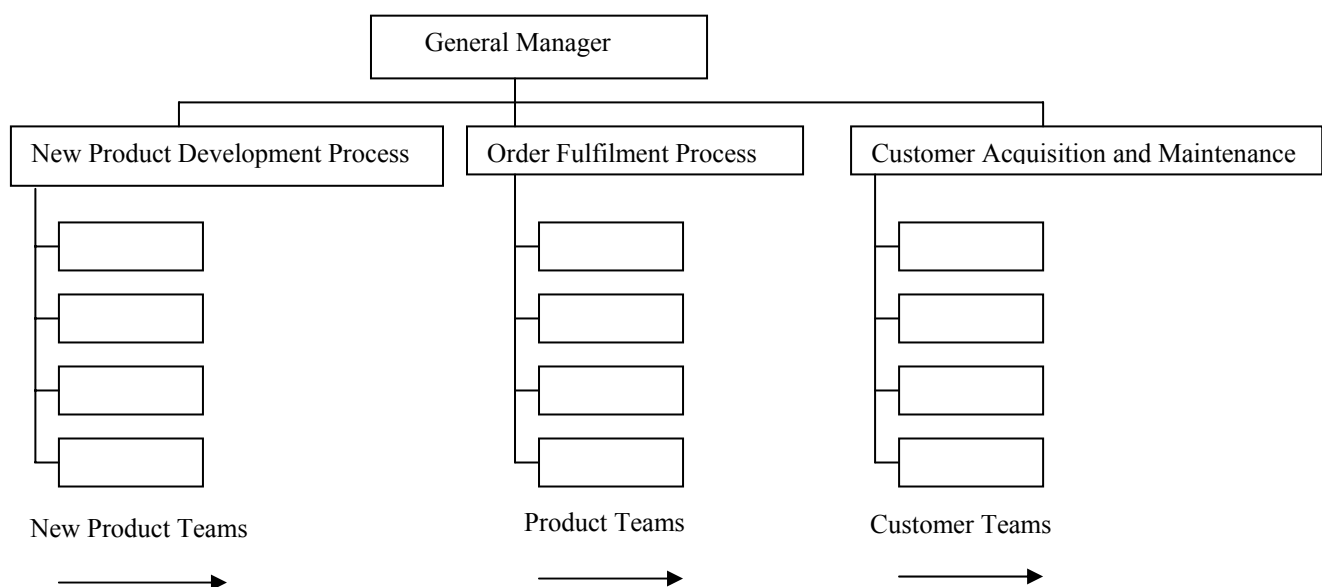 General Manager
New Product Development Process
Order Fulfilment Process
Customer Acquisition and Maintenance
New Product Teams
Product Teams
Customer Teams